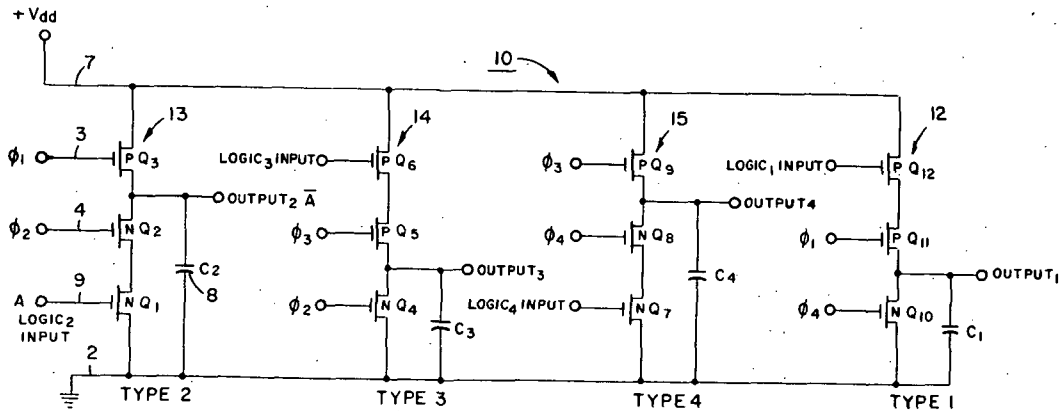 + Vdd
7
10
3
13
14
15
12
ϕ1
P Q3
LOGIC3 INPUT
P Q6
ϕ3
P Q9
LOGIC1 INPUT
P Q12
OUTPUT2 A̅
OUTPUT4
4
ϕ2
N Q2
ϕ3
P Q5
ϕ4
N Q8
ϕ1
P Q11
C2
8
OUTPUT3
C4
OUTPUT1
9
A
LOGIC2
INPUT
N Q1
ϕ2
N Q4
C3
LOGIC4 INPUT
N Q7
ϕ4
N Q10
C1
2
TYPE 2
TYPE 3
TYPE 4
TYPE 1